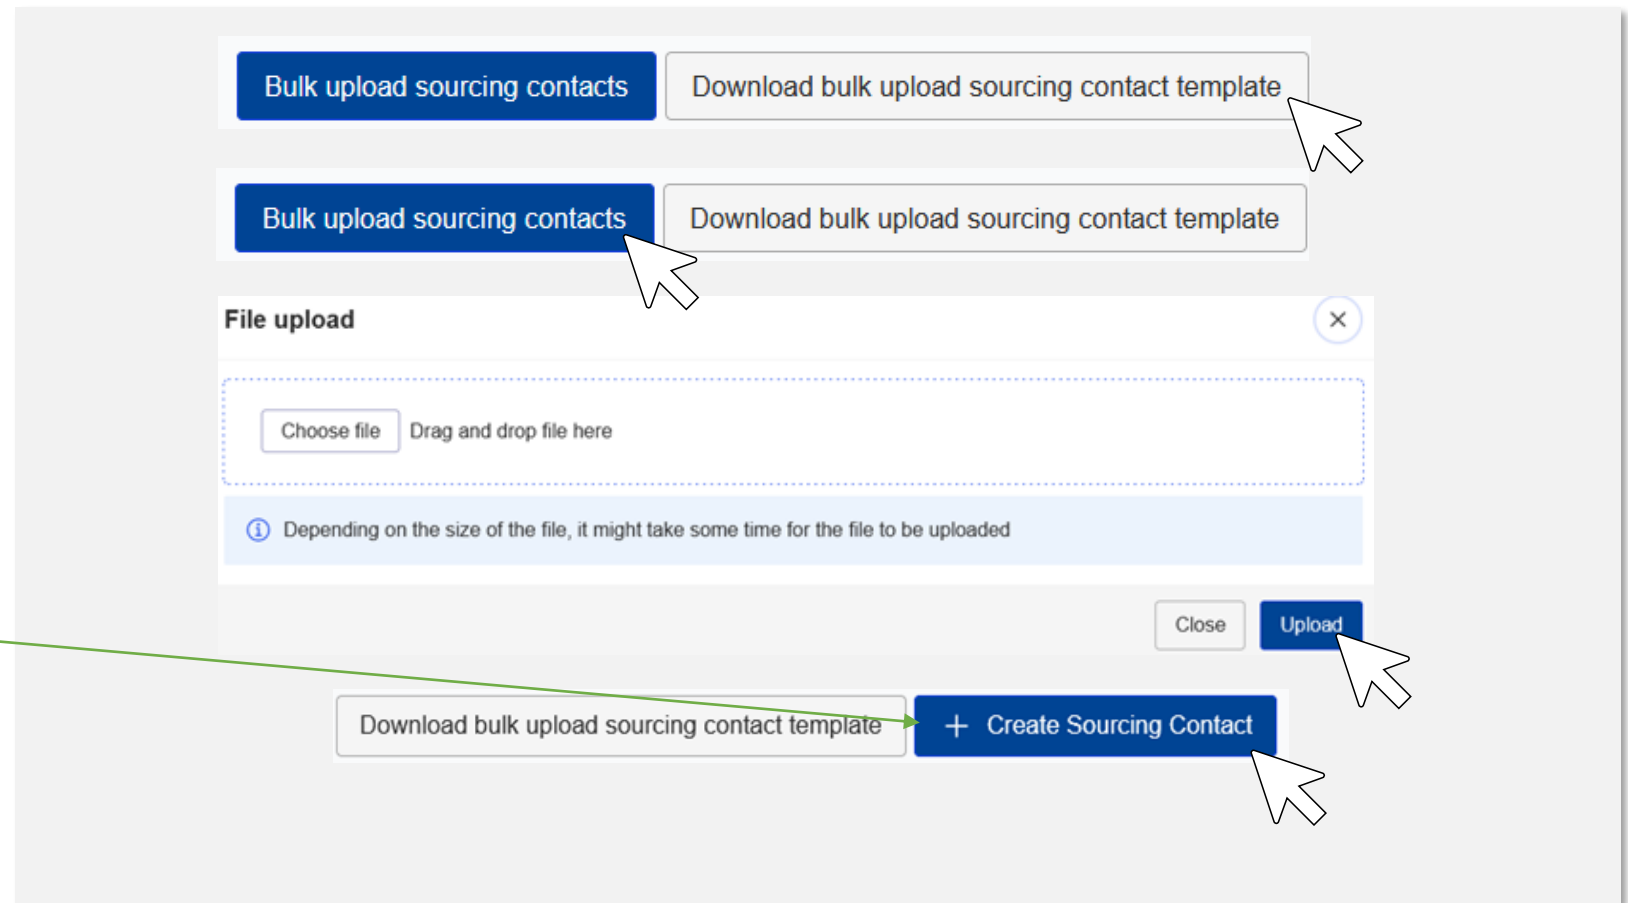 Bulk upload sourcing contacts Download bulk upload sourcing contact template
Bulk upload sourcing contacts Download bulk upload sourcing contact template
File upload
Choose file Drag and drop file here
Depending on the size of the file, it might take some time for the file to be uploaded
Close Upload
Download bulk upload sourcing contact template + Create Sourcing Contact